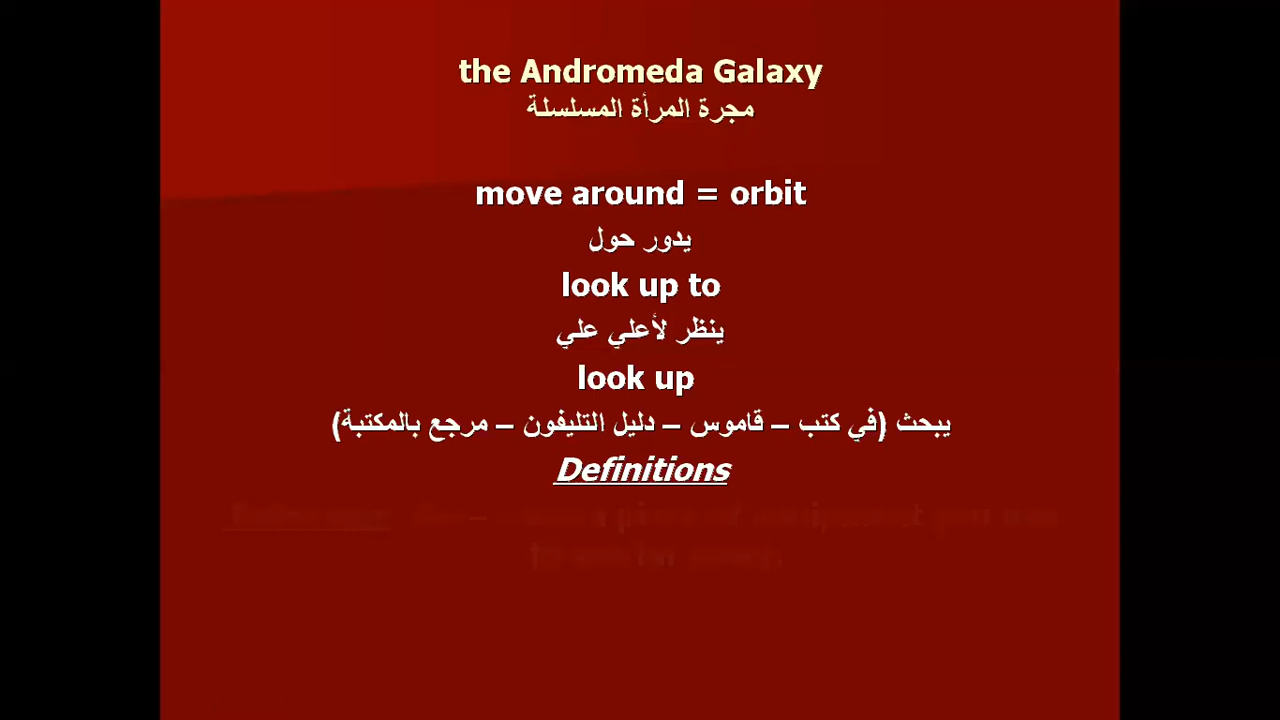 the Andromeda Galaxy
مجرة المرأة المسلسلة
move around = orbit
يدور حول
look up to
ينظر لأعلي علي
look up
يبحث (في كتب – قاموس – دليل التليفون – مرجع بالمكتبة)
Definitions